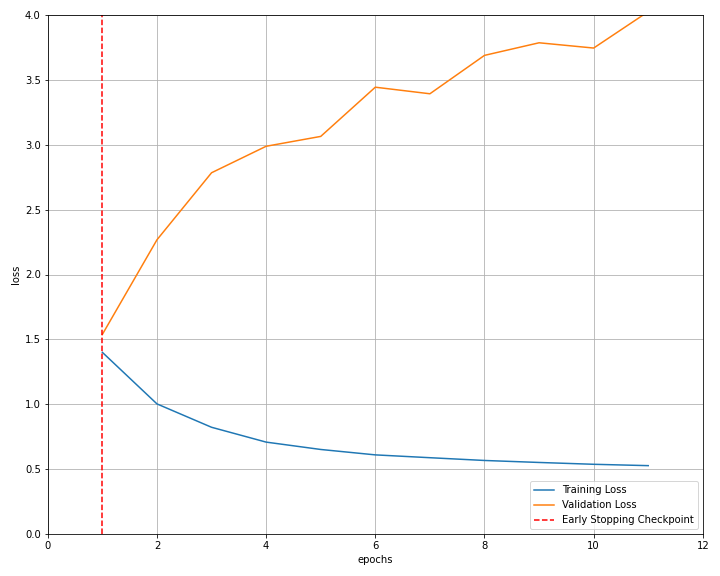 4.0
3.5
3.0
2.5
2.0
1.5
1.0
0.5
0.0
loss
0 2 4 6 8 10 12
epochs
Training Loss
Validation Loss
Early Stopping Checkpoint